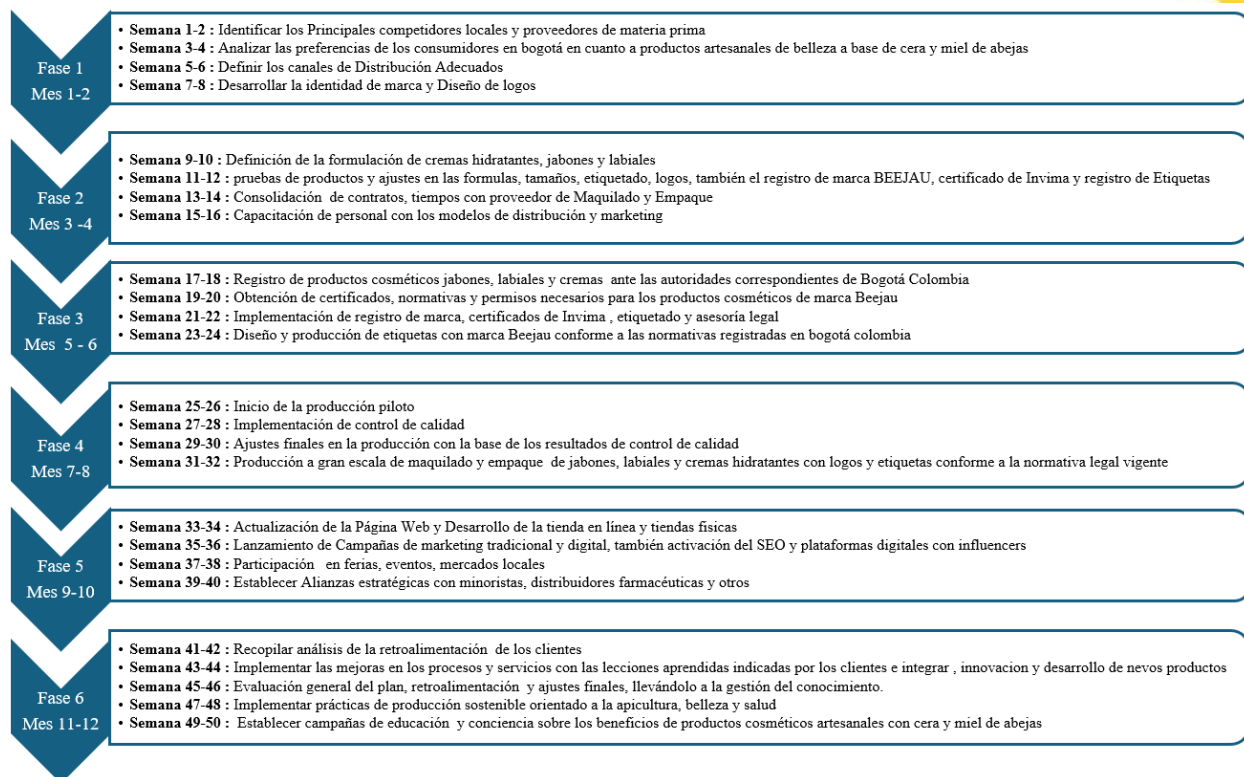 Fase 1
Mes 1-2
• Semana 1-2 : Identificar los Principales competidores locales y proveedores de materia prima
• Semana 3-4 : Analizar las preferencias de los consumidores en bogotá en cuanto a productos artesanales de belleza a base de cera y miel de abejas
• Semana 5-6 : Definir los canales de Distribución Adecuados
• Semana 7-8 : Desarrollar la identidad de marca y Diseño de logos
Fase 2
Mes 3 -4
• Semana 9-10 : Definición de la formulación de cremas hidratantes, jabones y labiales
• Semana 11-12 : pruebas de productos y ajustes en las formulas, tamaños, etiquetado, logos, también el registro de marca BEEJAU, certificado de Invima y registro de Etiquetas
• Semana 13-14 : Consolidación de contratos, tiempos con proveedor de Maquilado y Empaque
• Semana 15-16 : Capacitación de personal con los modelos de distribución y marketing
Fase 3
Mes 5 - 6
• Semana 17-18 : Registro de productos cosméticos jabones, labiales y cremas ante las autoridades correspondientes de Bogotá Colombia
• Semana 19-20 : Obtención de certificados, normativas y permisos necesarios para los productos cosméticos de marca Beejau
• Semana 21-22 : Implementación de registro de marca, certificados de Invima , etiquetado y asesoría legal
• Semana 23-24 : Diseño y producción de etiquetas con marca Beejau conforme a las normativas registradas en bogotá colombia
Fase 4
Mes 7-8
• Semana 25-26 : Inicio de la producción piloto
• Semana 27-28 : Implementación de control de calidad
• Semana 29-30 : Ajustes finales en la producción con la base de los resultados de control de calidad
• Semana 31-32 : Producción a gran escala de maquilado y empaque de jabones, labiales y cremas hidratantes con logos y etiquetas conforme a la normativa legal vigente
Fase 5
Mes 9-10
• Semana 33-34 : Actualización de la Página Web y Desarrollo de la tienda en línea y tiendas físicas
• Semana 35-36 : Lanzamiento de Campañas de marketing tradicional y digital, también activación del SEO y plataformas digitales con influencers
• Semana 37-38 : Participación en ferias, eventos, mercados locales
• Semana 39-40 : Establecer Alianzas estratégicas con minoristas, distribuidores farmacéuticas y otros
Fase 6
Mes 11-12
• Semana 41-42 : Recopilar análisis de la retroalimentación de los clientes
• Semana 43-44 : Implementar las mejoras en los procesos y servicios con las lecciones aprendidas indicadas por los clientes e integrar , innovacion y desarrollo de nevos productos
• Semana 45-46 : Evaluación general del plan, retroalimentación y ajustes finales, llevándolo a la gestión del conocimiento.
• Semana 47-48 : Implementar prácticas de producción sostenible orientado a la apicultura, belleza y salud
• Semana 49-50 : Establecer campañas de educación y conciencia sobre los beneficios de productos cosméticos artesanales con cera y miel de abejas